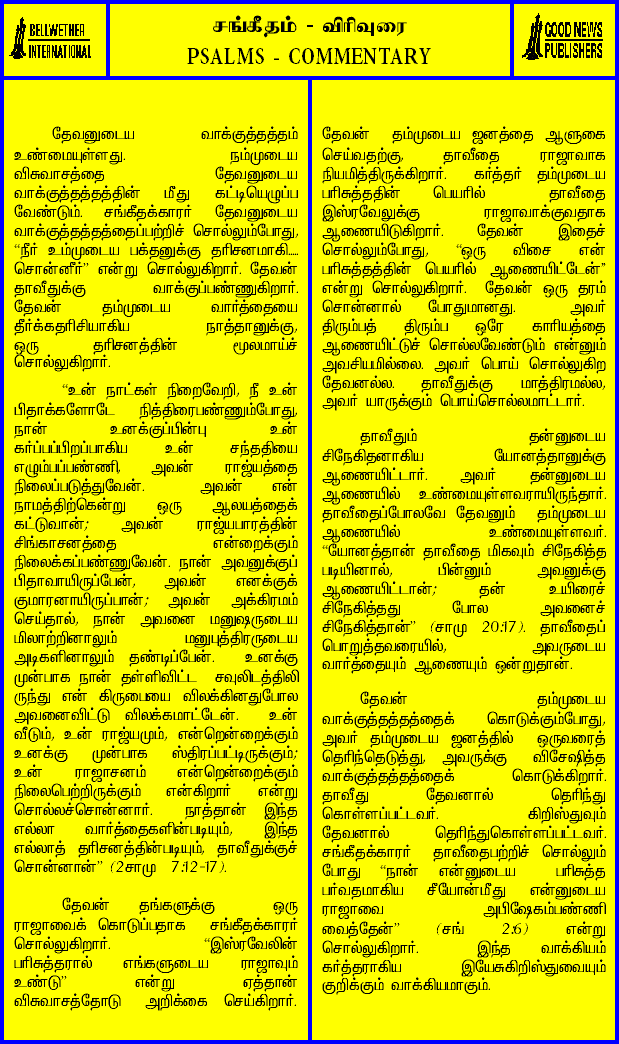 BELLWETHER
INTERNATIONAL
சங்கீதம் - விரிவுரை
PSALMS - COMMENTARY
GOOD NEWS
PUBLISHERS
தேவனுடைய வாக்குத்தத்தம்
உண்மையுள்ளது. நம்முடைய
விசுவாசத்தை தேவனுடைய
வாக்குத்தத்தத்தின் மீது கட்டியெழுப்ப
வேண்டும். சங்கீதக்காரர் தேவனுடைய
வாக்குத்தத்தத்தைப்பற்றிச் சொல்லும்போது,
“நீர் உம்முடைய பக்தனுக்கு தரிசனமாகி.....
சொன்னீர்” என்று சொல்லுகிறார். தேவன்
தாவீதுக்கு வாக்குப்பண்ணுகிறார்.
தேவன் தம்முடைய வார்த்தையை
தீர்க்கதரிசியாகிய நாத்தானுக்கு,
ஒரு தரிசனத்தின் மூலமாய்ச்
சொல்லுகிறார்.
“உன் நாட்கள் நிறைவேறி, நீ உன்
பிதாக்களோடே நித்திரைபண்ணும்போது,
நான் உனக்குப்பின்பு உன்
கர்ப்பப்பிறப்பாகிய உன் சந்ததியை
எழும்பப்பண்ணி, அவன் ராஜ்யத்தை
நிலைப்படுத்துவேன். அவன் என்
நாமத்திற்கென்று ஒரு ஆலயத்தைக்
கட்டுவான்; அவன் ராஜ்யபாரத்தின்
சிங்காசனத்தை என்றைக்கும்
நிலைக்கப்பண்ணுவேன். நான் அவனுக்குப்
பிதாவாயிருப்பேன், அவன் எனக்குக்
குமாரனாயிருப்பான்; அவன் அக்கிரமம்
செய்தால், நான் அவனை மனுஷருடைய
மிலாற்றினாலும் மனுபுத்திரருடைய
அடிகளினாலும் தண்டிப்பேன். உனக்கு
முன்பாக நான் தள்ளிவிட்ட சவுலிடத்திலி
ருந்து என் கிருபையை விலக்கினதுபோல
அவனைவிட்டு விலக்கமாட்டேன். உன்
வீடும், உன் ராஜ்யமும், என்றென்றைக்கும்
உனக்கு முன்பாக ஸ்திரப்பட்டிருக்கும்;
உன் ராஜாசனம் என்றென்றைக்கும்
நிலைபெற்றிருக்கும் என்கிறார் என்று
சொல்லச்சொன்னார். நாத்தான் இந்த
எல்லா வார்த்தைகளின்படியும், இந்த
எல்லாத் தரிசனத்தின்படியும், தாவீதுக்குச்
சொன்னான்” (2சாமு 7:12-17).
தேவன் தங்களுக்கு ஒரு
ராஜாவைக் கொடுப்பதாக சங்கீதக்காரர்
சொல்லுகிறார். “இஸ்ரவேலின்
பரிசுத்தரால் எங்களுடைய ராஜாவும்
உண்டு” என்று ஏத்தான்
விசுவாசத்தோடு அறிக்கை செய்கிறார்.
தேவன் தம்முடைய ஜனத்தை ஆளுகை
செய்வதற்கு, தாவீதை ராஜாவாக
நியமித்திருக்கிறார். கர்த்தர் தம்முடைய
பரிசுத்தத்தின் பெயரில் தாவீதை
இஸ்ரவேலுக்கு ராஜாவாக்குவதாக
ஆணையிடுகிறார். தேவன் இதைச்
சொல்லும்போது, “ஒரு விசை என்
பரிசுத்தத்தின் பெயரில் ஆணையிட்டேன்”
என்று சொல்லுகிறார். தேவன் ஒரு தரம்
சொன்னால் போதுமானது. அவர்
திரும்பத் திரும்ப ஒரே காரியத்தை
ஆணையிட்டுச் சொல்லவேண்டும் என்னும்
அவசியமில்லை. அவர் பொய் சொல்லுகிற
தேவனல்ல. தாவீதுக்கு மாத்திரமல்ல,
அவர் யாருக்கும் பொய்சொல்லமாட்டார்.
தாவீதும் தன்னுடைய
சிநேகிதனாகிய யோனத்தானுக்கு
ஆணையிட்டார். அவர் தன்னுடைய
ஆணையில் உண்மையுள்ளவராயிருந்தார்.
தாவீதைப்போலவே தேவனும் தம்முடைய
ஆணையில் உண்மையுள்ளவர்.
“யோனத்தான் தாவீதை மிகவும் சிநேகித்த
படியினால், பின்னும் அவனுக்கு
ஆணையிட்டான்; தன் உயிரைச்
சிநேகித்தது போல அவனைச்
சிநேகித்தான்” (சாமு 20:17). தாவீதைப்
பொறுத்தவரையில், அவருடைய
வார்த்தையும் ஆணையும் ஒன்றுதான்.
தேவன் தம்முடைய
வாக்குத்தத்தத்தைக் கொடுக்கும்போது,
அவர் தம்முடைய ஜனத்தில் ஒருவரைத்
தெரிந்தெடுத்து, அவருக்கு விசேஷித்த
வாக்குத்தத்தத்தைக் கொடுக்கிறார்.
தாவீது தேவனால் தெரிந்து
கொள்ளப்பட்டவர். கிறிஸ்துவும்
தேவனால் தெரிந்துகொள்ளப்பட்டவர்.
சங்கீதக்காரர் தாவீதைபற்றிச் சொல்லும்
போது “நான் என்னுடைய பரிசுத்த
பர்வதமாகிய சீயோன்மீது என்னுடைய
ராஜாவை அபிஷேகம்பண்ணி
வைத்தேன்” (சங் 2:6) என்று
சொல்லுகிறார். இந்த வாக்கியம்
கர்த்தராகிய இயேசுகிறிஸ்துவையும்
குறிக்கும் வாக்கியமாகும்.